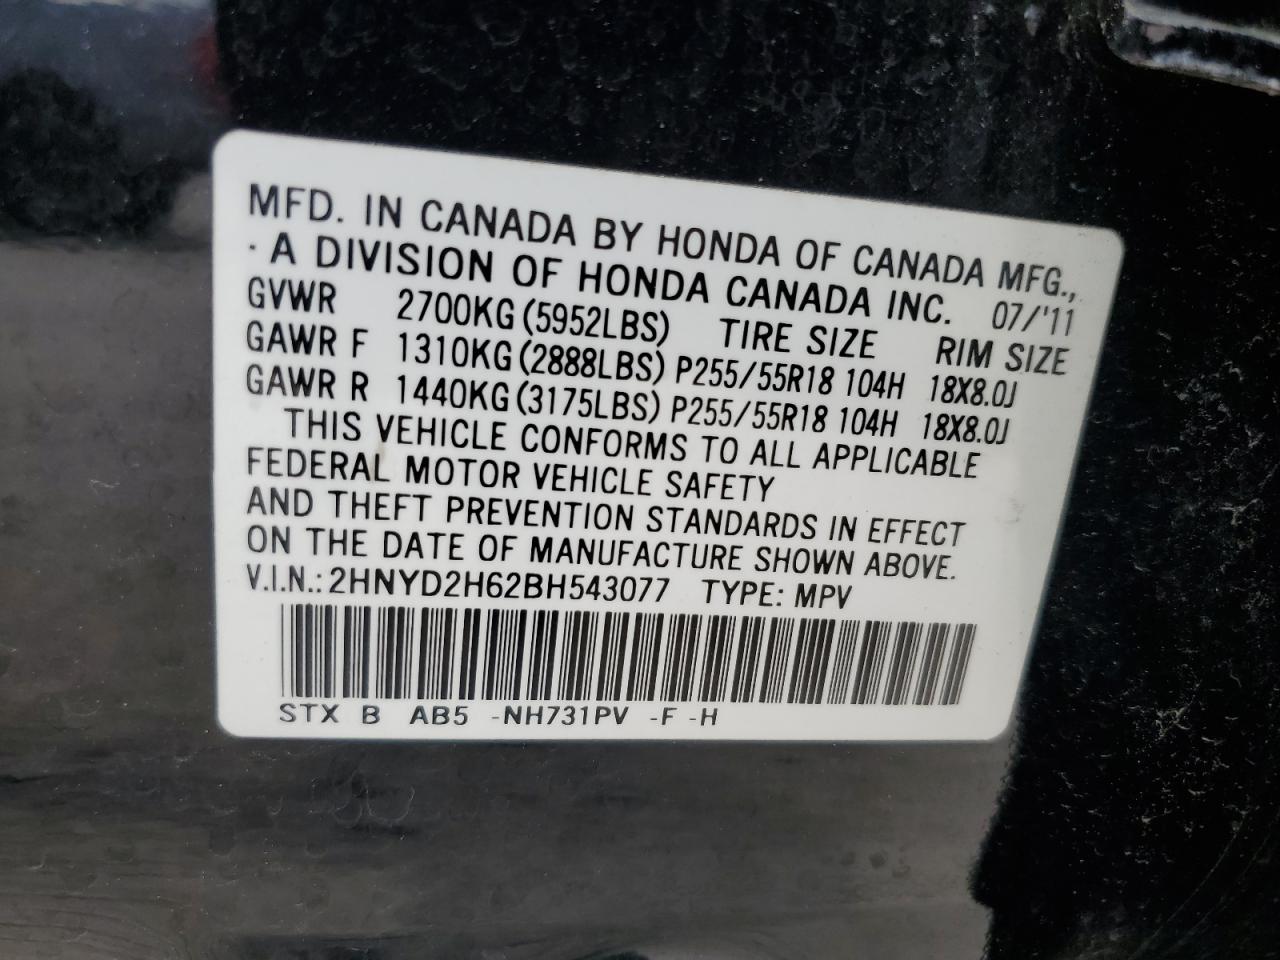 MFD. IN CANADA BY HONDA OF CANADA MFG.,
· A DIVISION OF HONDA CANADA INC. 07/'11
GVWR 2700KG (5952LBS) TIRE SIZE RIM SIZE
GAWR F 1310KG (2888LBS) P255/55R18 104H 18X8.0J
GAWR R 1440KG (3175LBS) P255/55R18 104H 18X8.0J
THIS VEHICLE CONFORMS TO ALL APPLICABLE
FEDERAL MOTOR VEHICLE SAFETY
AND THEFT PREVENTION STANDARDS IN EFFECT
ON THE DATE OF MANUFACTURE SHOWN ABOVE.
V.I.N.: 2HNYD2H62BH543077 TYPE: MPV
STX B AB5 -NH731PV -F -H